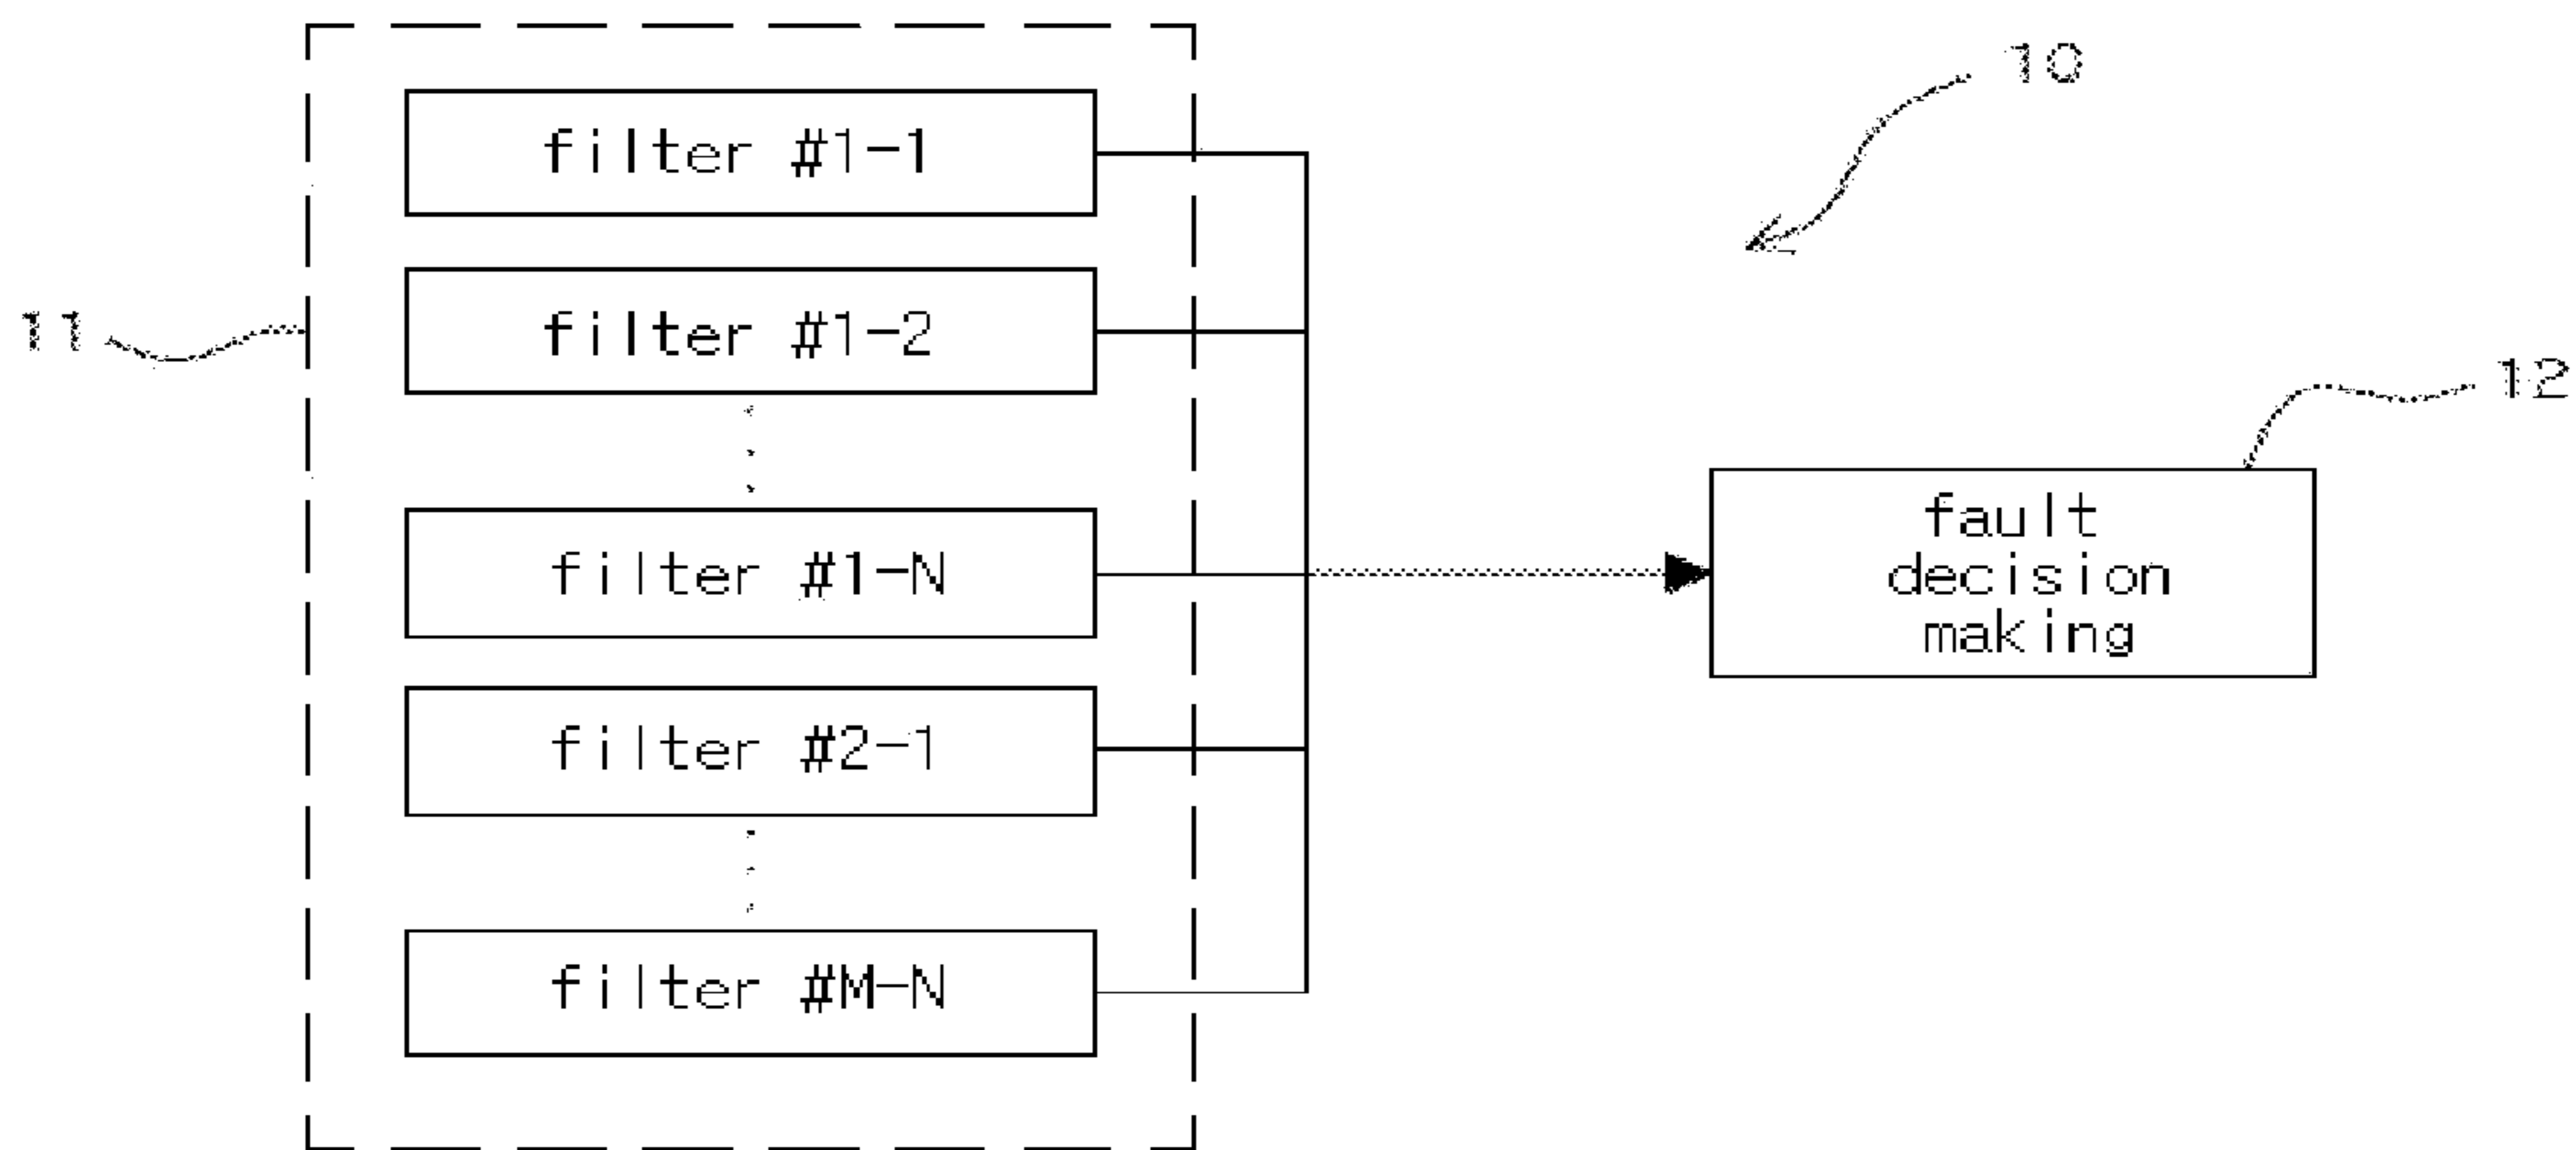 10
filter #1-1
11
filter #1-2
12
filter #1-N
fault
decision
making
filter #2-1
filter #M-N